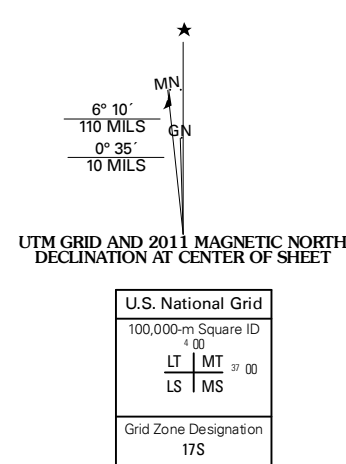 ★
MN
6° 10´
110 MILS
GN
0° 35´
10 MILS
UTM GRID AND 2011 MAGNETIC NORTH
DECLINATION AT CENTER OF SHEET
U.S. National Grid
100,000-m Square ID
4 00
LT MT 37 00
LS MS
Grid Zone Designation
17S